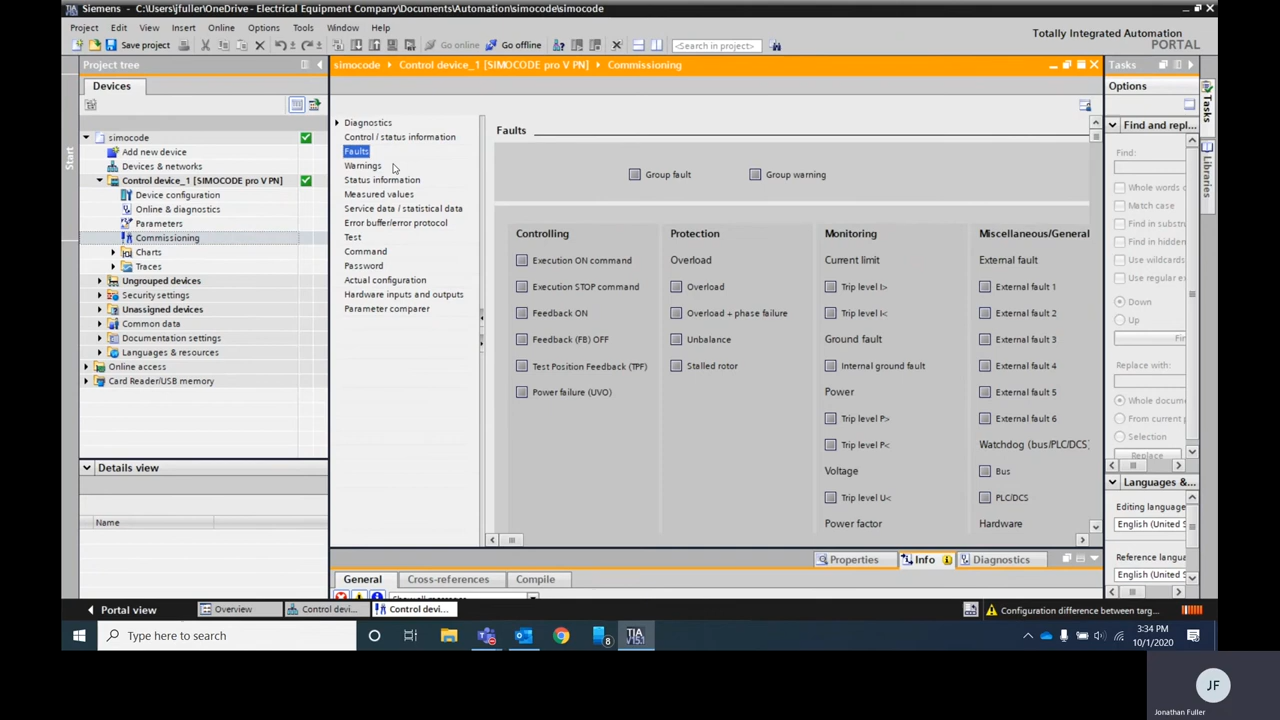 Siemens - C:\Users\jfuller\OneDrive - Electrical Equipment Company\Documents\Automation\simocode\simocode
Project Edit View Insert Online Options Tools Window Help
Totally Integrated Automation
PORTAL
Save project
Go online
Go offline
<Search in project>
Project tree
simocode
Control device_1 [SIMOCODE pro V PN]
Commissioning
Tasks
Devices
Options
Start
simocode
Add new device
Devices & networks
Control device_1 [SIMOCODE pro V PN]
Device configuration
Online & diagnostics
Parameters
Commissioning
Charts
Traces
Ungrouped devices
Security settings
Unassigned devices
Common data
Documentation settings
Languages & resources
Online access
Card Reader/USB memory
Details view
Name
Diagnostics
Control / status information
Faults
Warnings
Status information
Measured values
Service data / statistical data
Error buffer/error protocol
Test
Command
Password
Actual configuration
Hardware inputs and outputs
Parameter comparer
Faults
Group fault
Group warning
Controlling
Execution ON command
Execution STOP command
Feedback ON
Feedback (FB) OFF
Test Position Feedback (TPF)
Power failure (UVO)
Protection
Overload
Overload
Overload + phase failure
Unbalance
Stalled rotor
Monitoring
Current limit
Trip level I>
Trip level I<
Ground fault
Internal ground fault
Power
Trip level P>
Trip level P<
Voltage
Trip level U<
Power factor
Miscellaneous/General
External fault
External fault 1
External fault 2
External fault 3
External fault 4
External fault 5
External fault 6
Watchdog (bus/PLC/DCS)
Bus
PLC/DCS
Hardware
Find and repl...
Find:
Whole words o
Match case
Find in substr
Find in hidden
Use wildcards
Use regular e
Down
Up
Fin
Replace with:
Whole docum
From current p
Selection
Replace
Languages &...
Editing language
English (United S
Reference langua
English (United S
Tasks
Libraries
Properties
Info
Diagnostics
General
Cross-references
Compile
Portal view
Overview
Control devi...
Control devi...
Configuration difference between targ...
Type here to search
8
3:34 PM
10/1/2020
JF
Jonathan Fuller